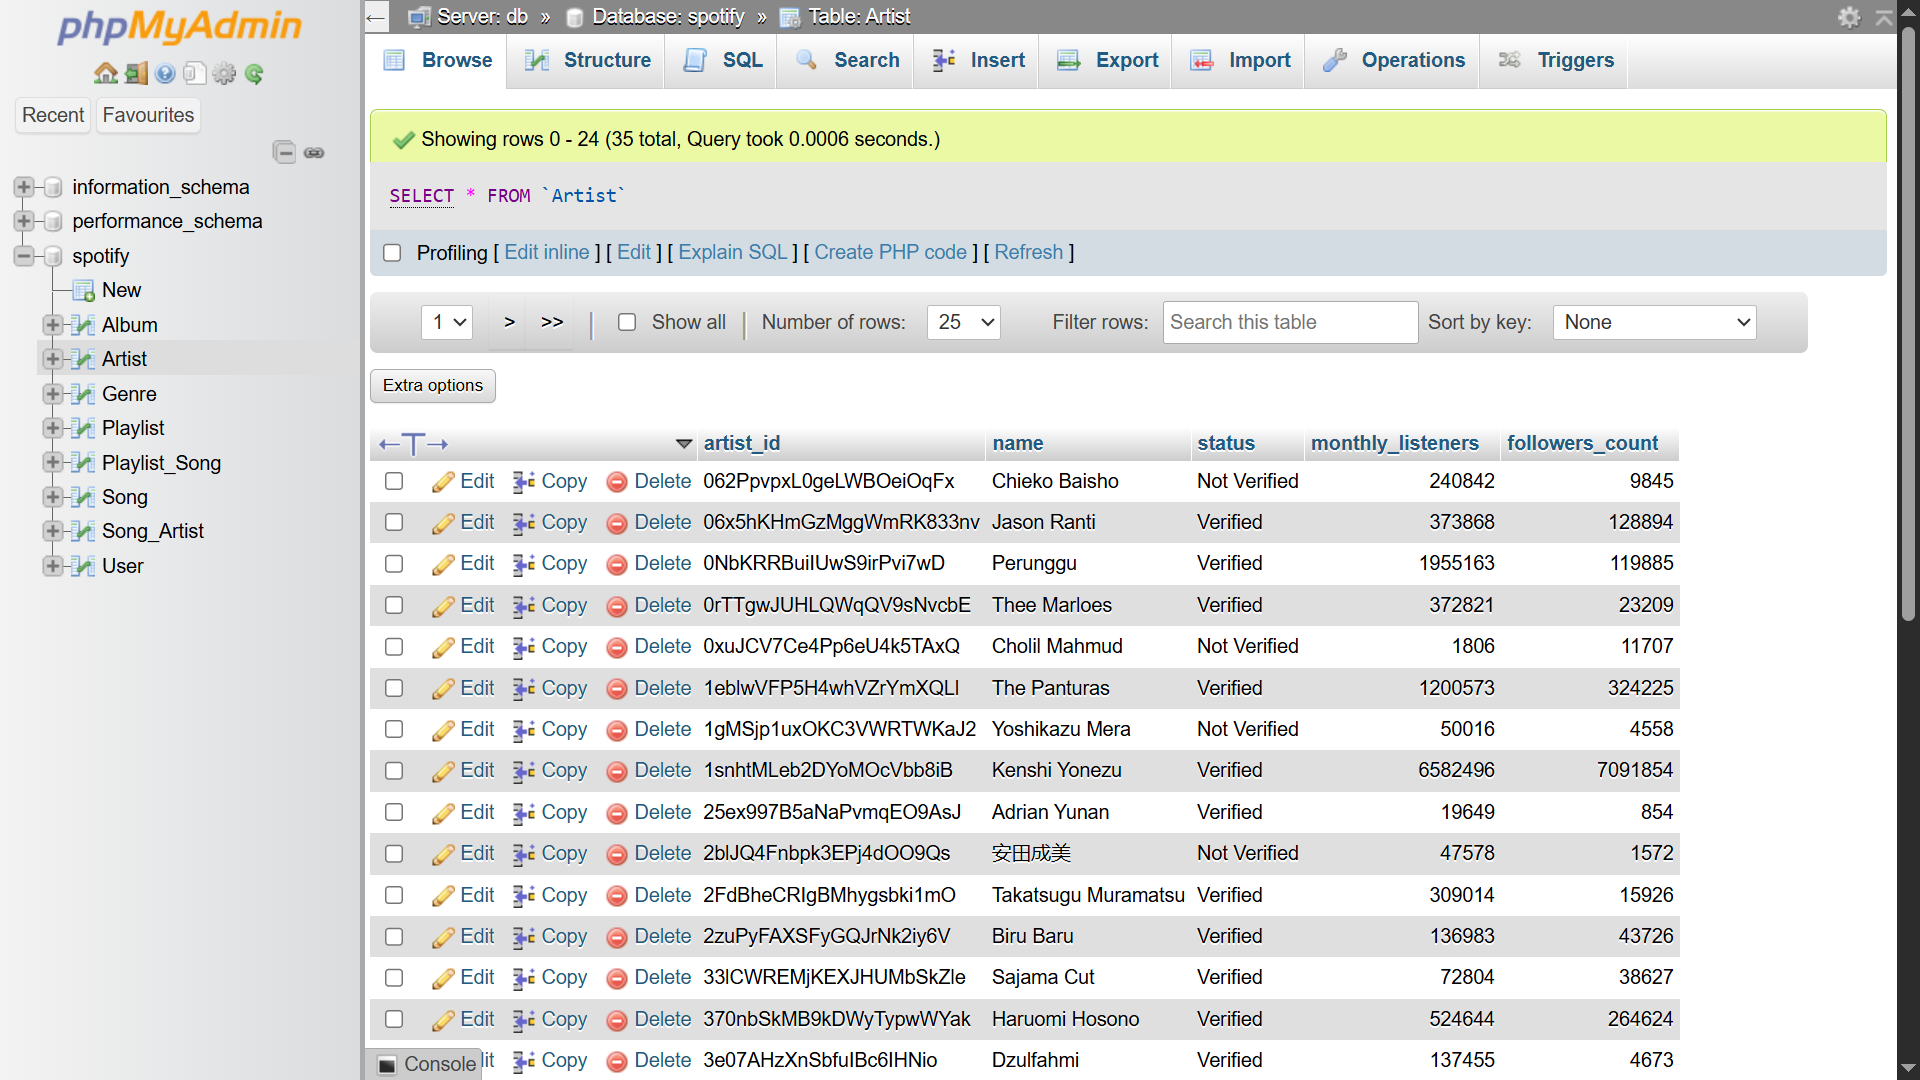 phpMyAdmin
Recent Favourites
information_schema
performance_schema
spotify
New
Album
Artist
Genre
Playlist
Playlist_Song
Song
Song_Artist
User
Server: db » Database: spotify » Table: Artist
Browse Structure SQL Search Insert Export Import Operations Triggers
Showing rows 0 - 24 (35 total, Query took 0.0006 seconds.)
SELECT * FROM `Artist`
Profiling [ Edit inline ] [ Edit ] [ Explain SQL ] [ Create PHP code ] [ Refresh ]
1 > >> | Show all | Number of rows: 25 Filter rows: Search this table Sort by key: None
Extra options
←T→ artist_id name status monthly_listeners followers_count
Edit Copy Delete 062PpvpxL0geLWBOeiOqFx Chieko Baisho Not Verified 240842 9845
Edit Copy Delete 06x5hKHmGzMggWmRK833nv Jason Ranti Verified 373868 128894
Edit Copy Delete 0NbKRRBuiIUwS9irPvi7wD Perunggu Verified 1955163 119885
Edit Copy Delete 0rTTgwJUHLQWqQV9sNvcbE Thee Marloes Verified 372821 23209
Edit Copy Delete 0xuJCV7Ce4Pp6eU4k5TAxQ Cholil Mahmud Not Verified 1806 11707
Edit Copy Delete 1eblwVFP5H4whVZrYmXQLl The Panturas Verified 1200573 324225
Edit Copy Delete 1gMSjp1uxOKC3VWRTWKaJ2 Yoshikazu Mera Not Verified 50016 4558
Edit Copy Delete 1snhtMLeb2DYoMOcVbb8iB Kenshi Yonezu Verified 6582496 7091854
Edit Copy Delete 25ex997B5aNaPvmqEO9AsJ Adrian Yunan Verified 19649 854
Edit Copy Delete 2blJQ4Fnbpk3EPj4dOO9Qs 安田成美 Not Verified 47578 1572
Edit Copy Delete 2FdBheCRIgBMhygsbki1mO Takatsugu Muramatsu Verified 309014 15926
Edit Copy Delete 2zuPyFAXSFyGQJrNk2iy6V Biru Baru Verified 136983 43726
Edit Copy Delete 33lCWREMjKEXJHUMbSkZle Sajama Cut Verified 72804 38627
Edit Copy Delete 370nbSkMB9kDWyTypwWYak Haruomi Hosono Verified 524644 264624
Copy Delete 3e07AHzXnSbfuIBc6IHNio Dzulfahmi Verified 137455 4673
Console